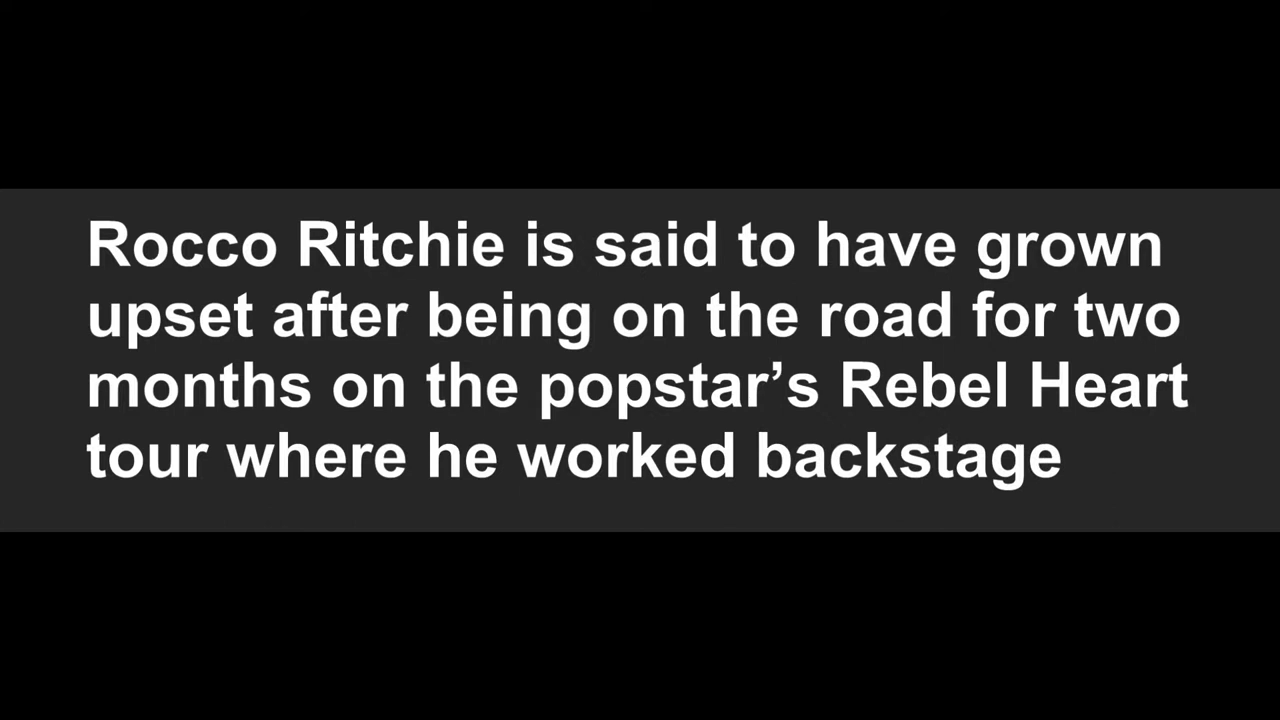 Rocco Ritchie is said to have grown
upset after being on the road for two
months on the popstar’s Rebel Heart
tour where he worked backstage